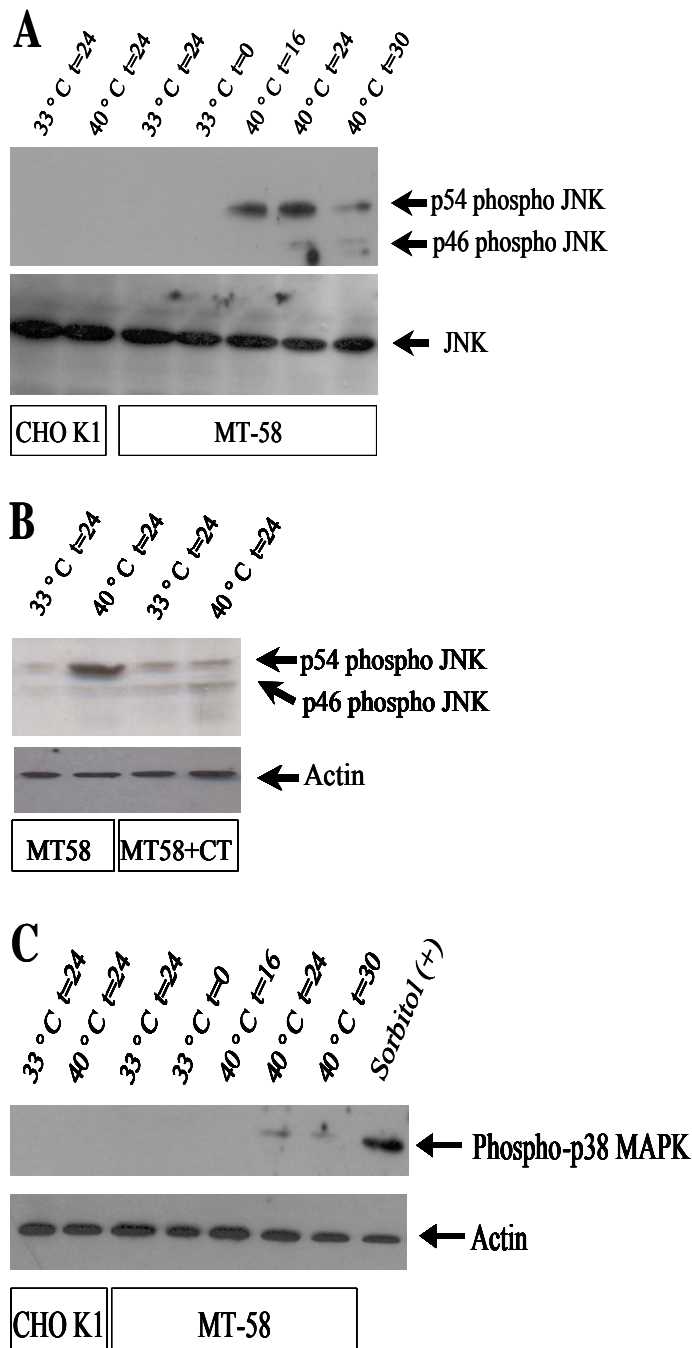 A
33 °C t=24
40 °C t=24
33 °C t=24
33 °C t=0
40 °C t=16
40 °C t=24
40 °C t=30
p54 phospho JNK
p46 phospho JNK
JNK
CHO K1
MT-58
B
33 °C t=24
40 °C t=24
33 °C t=24
40 °C t=24
p54 phospho JNK
p46 phospho JNK
Actin
MT58
MT58+CT
C
33 °C t=24
40 °C t=24
33 °C t=24
33 °C t=0
40 °C t=16
40 °C t=24
40 °C t=30
Sorbitol (+)
Phospho-p38 MAPK
Actin
CHO K1
MT-58